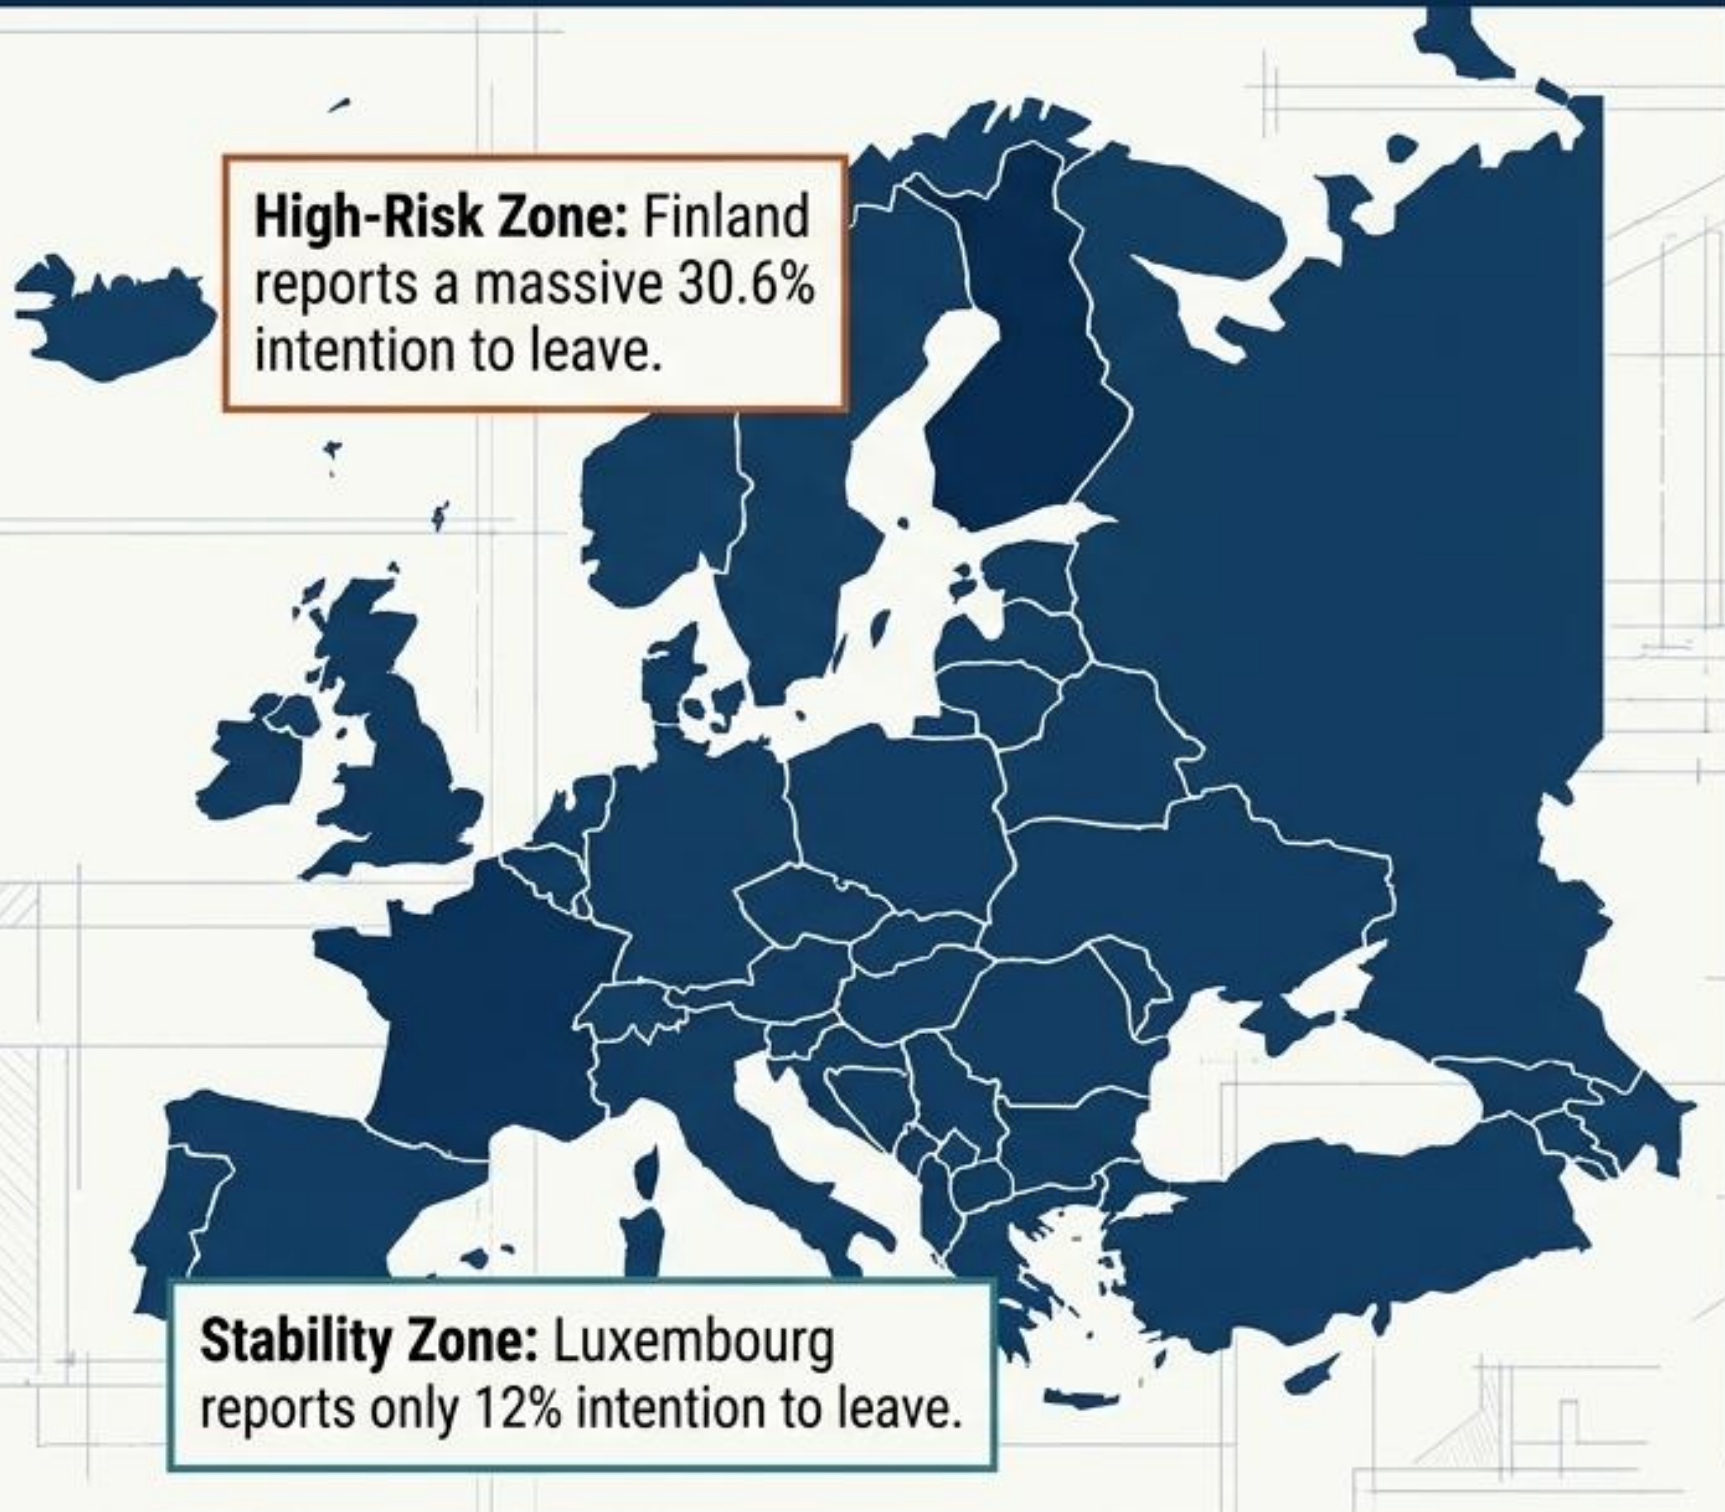 High-Risk Zone: Finland
reports a massive 30.6%
intention to leave.
Stability Zone: Luxembourg
reports only 12% intention to leave.